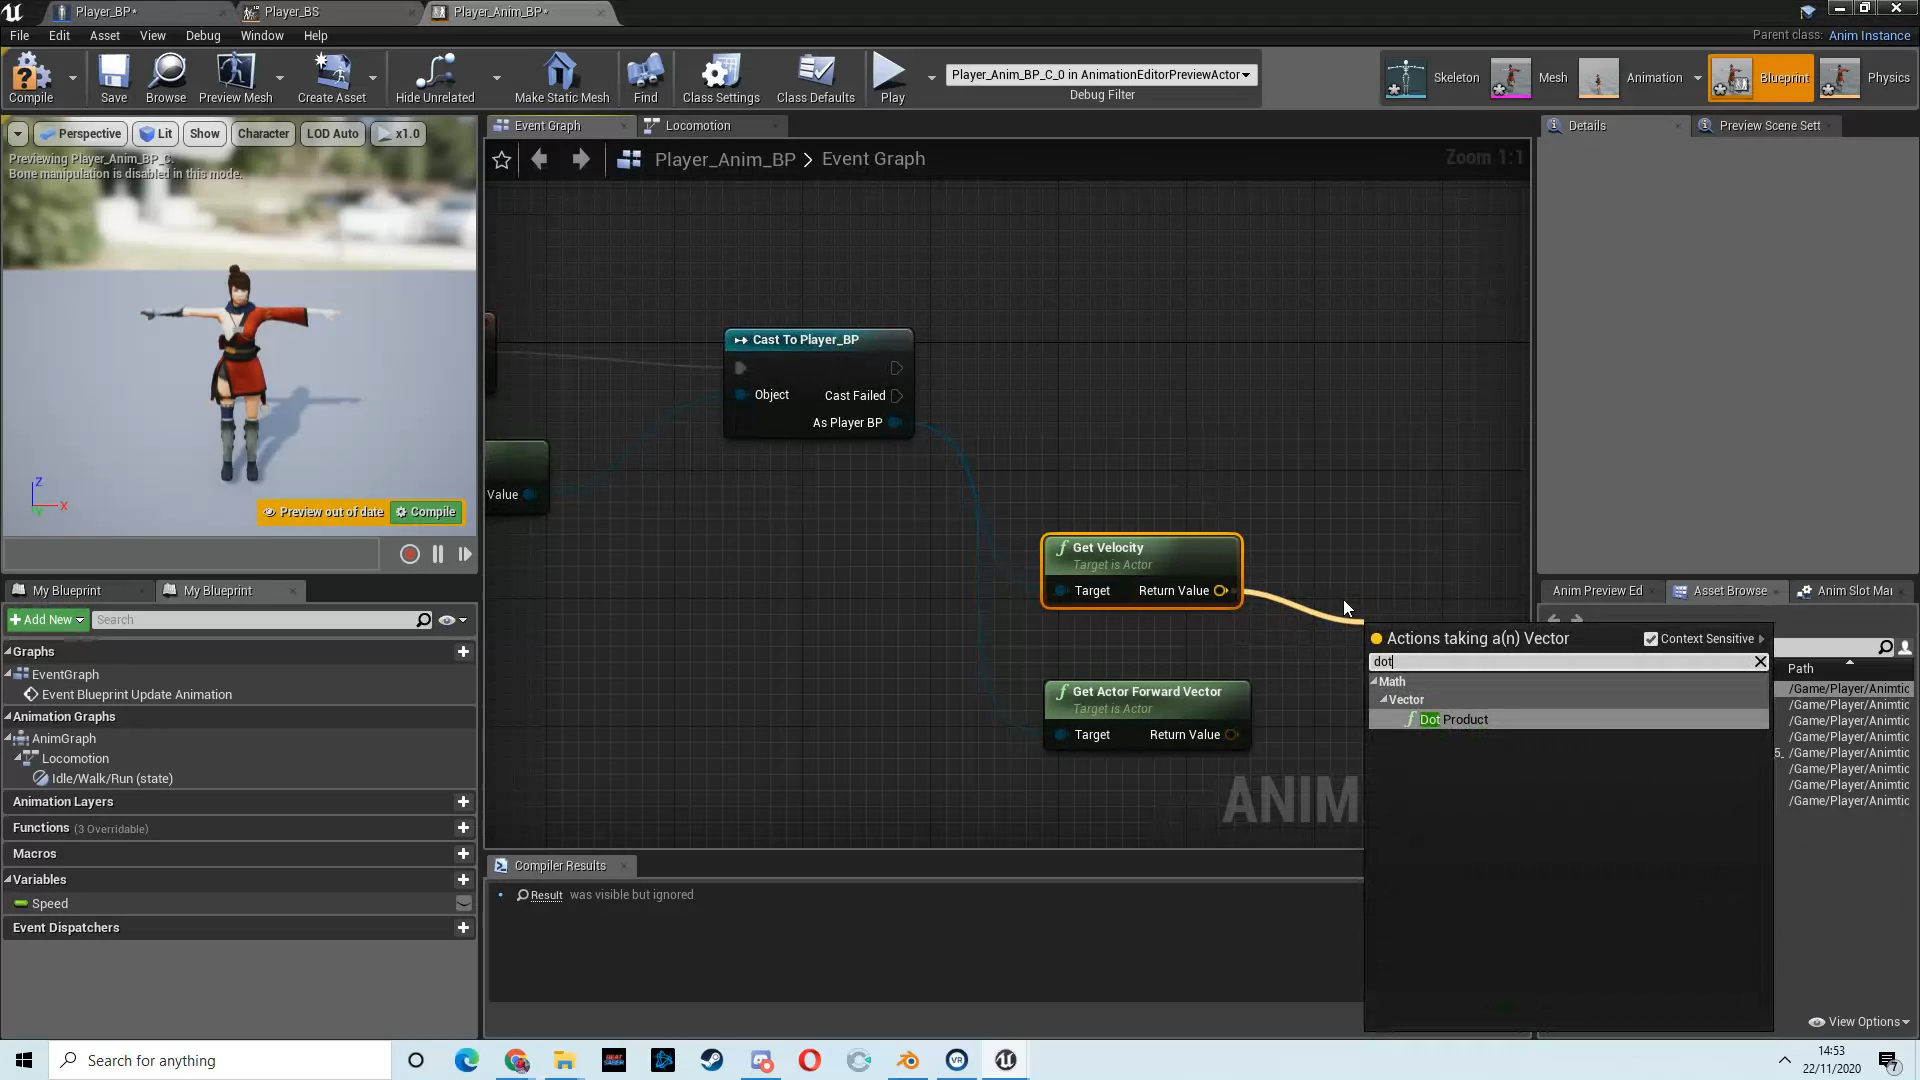 Player_BP*
Player_BS
Player_Anim_BP*
File Edit Asset View Debug Window Help
Parent class: Anim Instance
Compile
Save
Browse
Preview Mesh
Create Asset
Hide Unrelated
Make Static Mesh
Find
Class Settings
Class Defaults
Play
Player_Anim_BP_C_0 in AnimationEditorPreviewActor
Debug Filter
Skeleton
Mesh
Animation
Blueprint
Physics
Perspective
Lit
Show
Character
LOD Auto
x1.0
Previewing Player_Anim_BP_C.
Bone manipulation is disabled in this mode.
Z
X
Y
Preview out of date
Compile
Event Graph
Locomotion
Player_Anim_BP > Event Graph
Zoom 1:1
Cast To Player_BP
Object
Cast Failed
As Player BP
Value
Get Velocity
Target is Actor
Target
Return Value
Get Actor Forward Vector
Target is Actor
Target
Return Value
ANIM
Actions taking a(n) Vector
Context Sensitive
dot
Math
Vector
Dot Product
Details
Preview Scene Sett
Anim Preview Ed
Asset Browse
Anim Slot Mar
Path
/Game/Player/Animtic
/Game/Player/Animtic
/Game/Player/Animtic
/Game/Player/Animtic
5_ /Game/Player/Animtic
/Game/Player/Animtic
/Game/Player/Animtic
/Game/Player/Animtic
View Options
My Blueprint
My Blueprint
Add New
Search
Graphs
EventGraph
Event Blueprint Update Animation
Animation Graphs
AnimGraph
Locomotion
Idle/Walk/Run (state)
Animation Layers
Functions (3 Overridable)
Macros
Variables
Speed
Event Dispatchers
Compiler Results
Result was visible but ignored
Search for anything
BEAT SABER
VR
14:53
22/11/2020
7